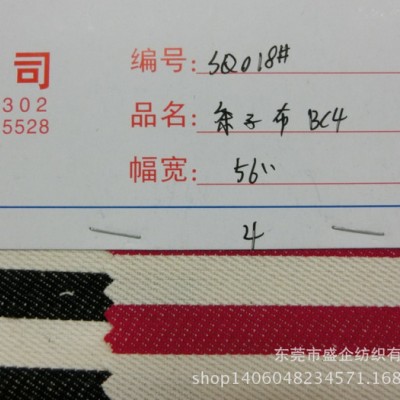 司
302
5528
编号: SQ018#
品名: 条子布 BC4
幅宽: 56"
4
东莞市盛企纺织有
shop1406048234571.168